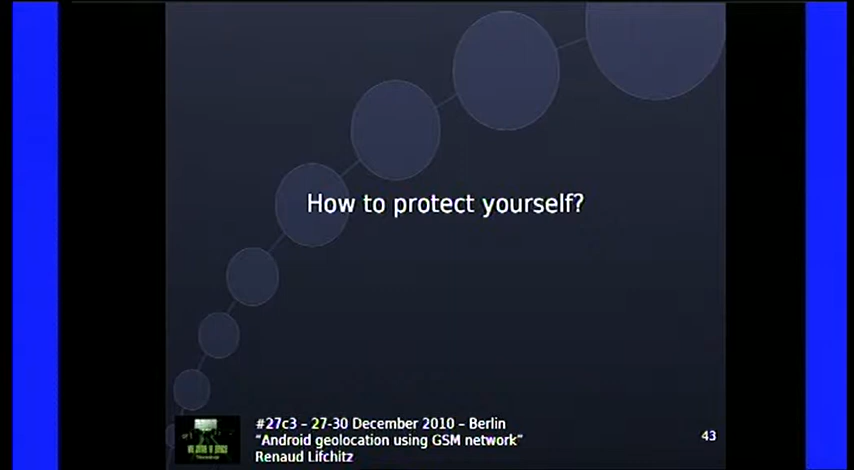 How to protect yourself?
#27c3 – 27-30 December 2010 – Berlin
“Android geolocation using GSM network”
Renaud Lifchitz
43